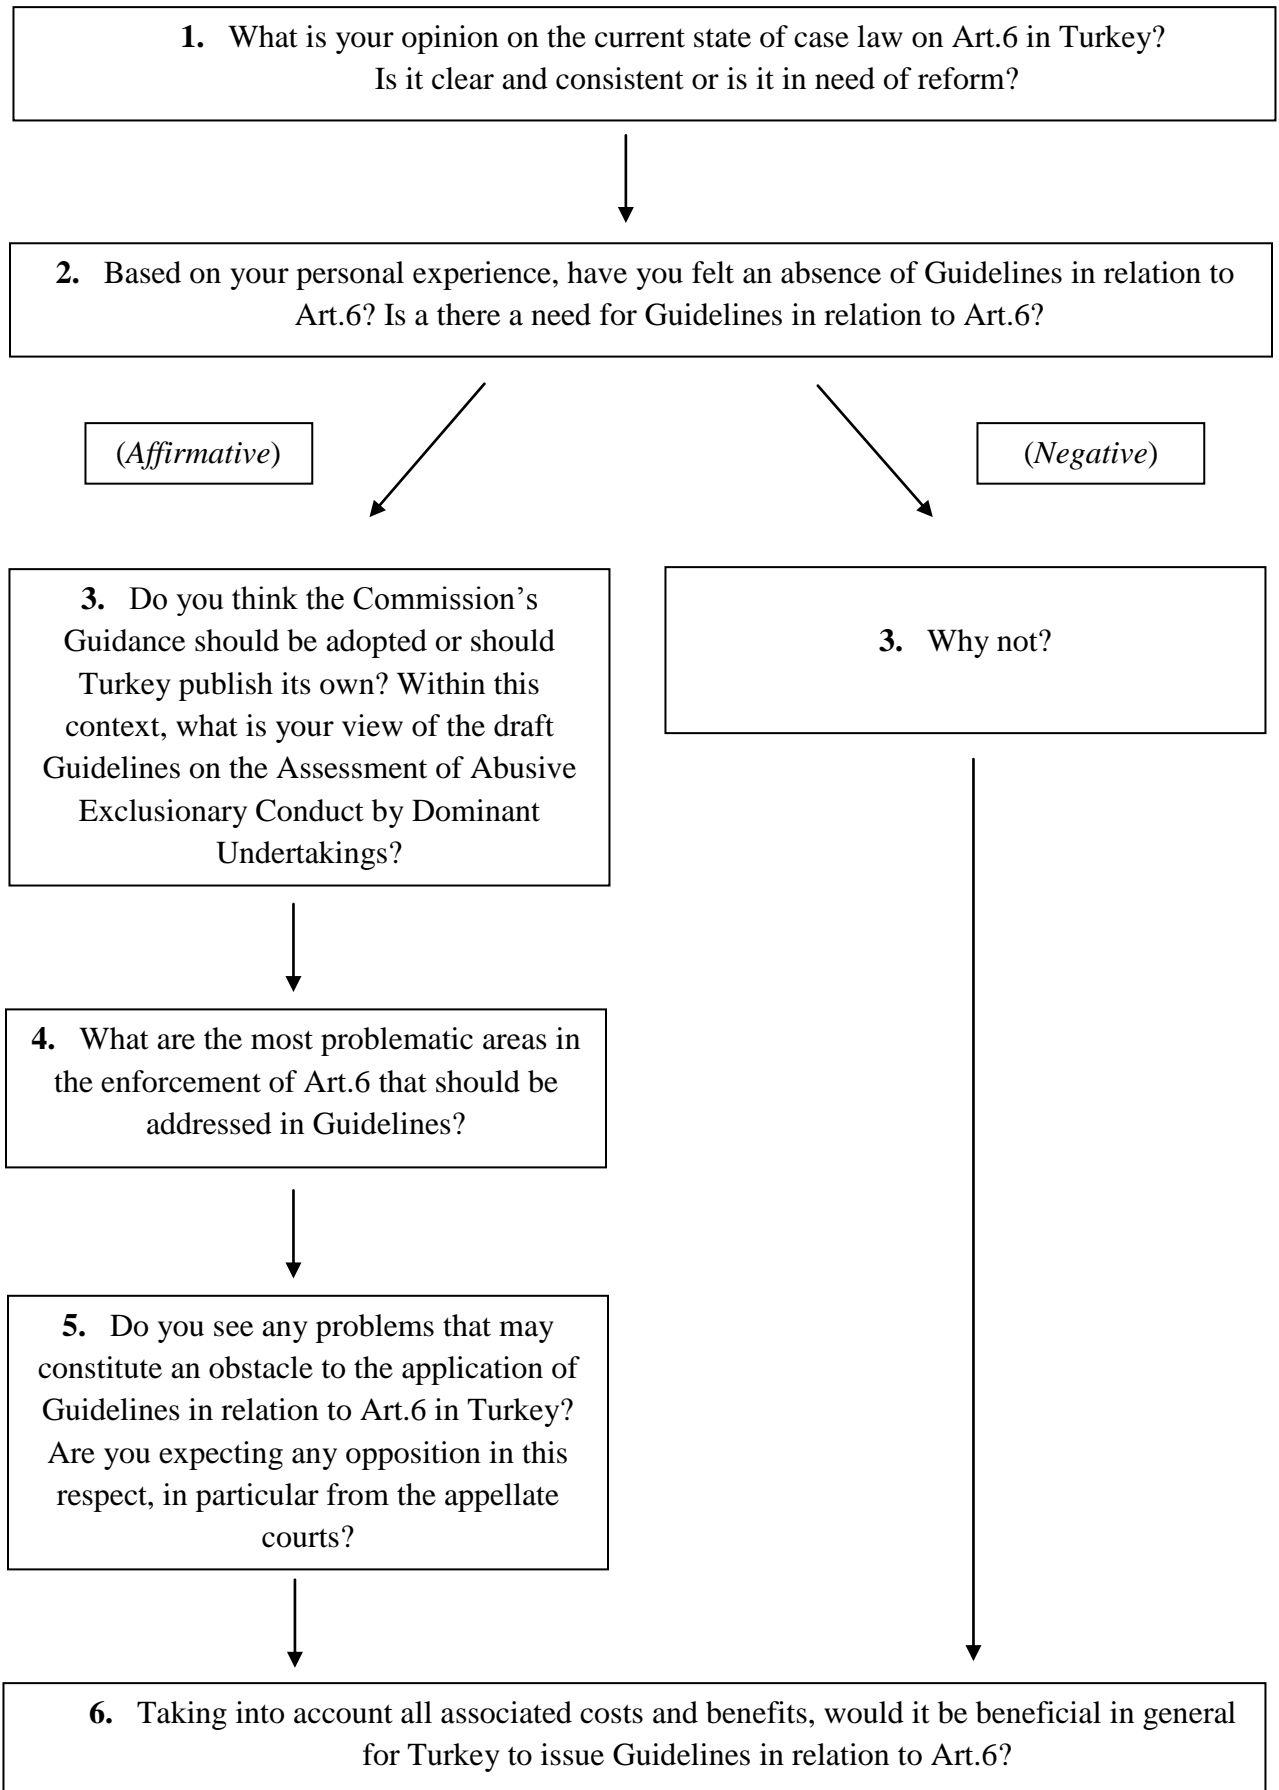 1. What is your opinion on the current state of case law on Art.6 in Turkey?
Is it clear and consistent or is it in need of reform?
2. Based on your personal experience, have you felt an absence of Guidelines in relation to
Art.6? Is a there a need for Guidelines in relation to Art.6?
(Affirmative)
(Negative)
3. Do you think the Commission’s
Guidance should be adopted or should
Turkey publish its own? Within this
context, what is your view of the draft
Guidelines on the Assessment of Abusive
Exclusionary Conduct by Dominant
Undertakings?
3. Why not?
4. What are the most problematic areas in
the enforcement of Art.6 that should be
addressed in Guidelines?
5. Do you see any problems that may
constitute an obstacle to the application of
Guidelines in relation to Art.6 in Turkey?
Are you expecting any opposition in this
respect, in particular from the appellate
courts?
6. Taking into account all associated costs and benefits, would it be beneficial in general
for Turkey to issue Guidelines in relation to Art.6?